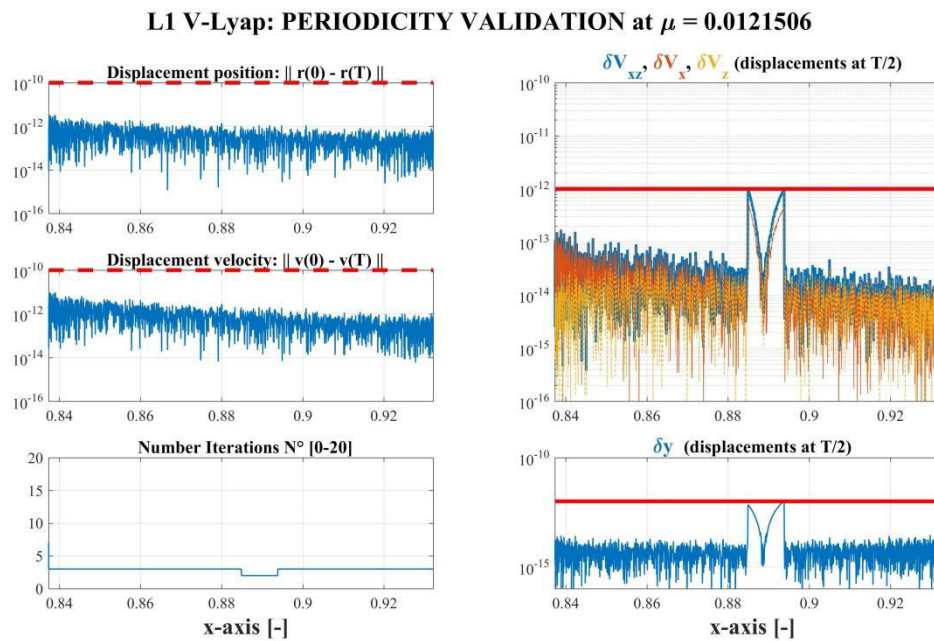 L1 V-Lyap: PERIODICITY VALIDATION at μ = 0.0121506
Displacement position: || r(0) - r(T) ||
10^-10
10^-12
10^-14
10^-16
0.84 0.86 0.88 0.9 0.92
Displacement velocity: || v(0) - v(T) ||
10^-10
10^-12
10^-14
10^-16
0.84 0.86 0.88 0.9 0.92
Number Iterations N° [0-20]
20
15
10
5
0
0.84 0.86 0.88 0.9 0.92
x-axis [-]
δV_xz, δV_x, δV_z (displacements at T/2)
10^-10
10^-11
10^-12
10^-13
10^-14
10^-15
10^-16
0.84 0.86 0.88 0.9 0.92
δy (displacements at T/2)
10^-10
10^-15
0.84 0.86 0.88 0.9 0.92
x-axis [-]